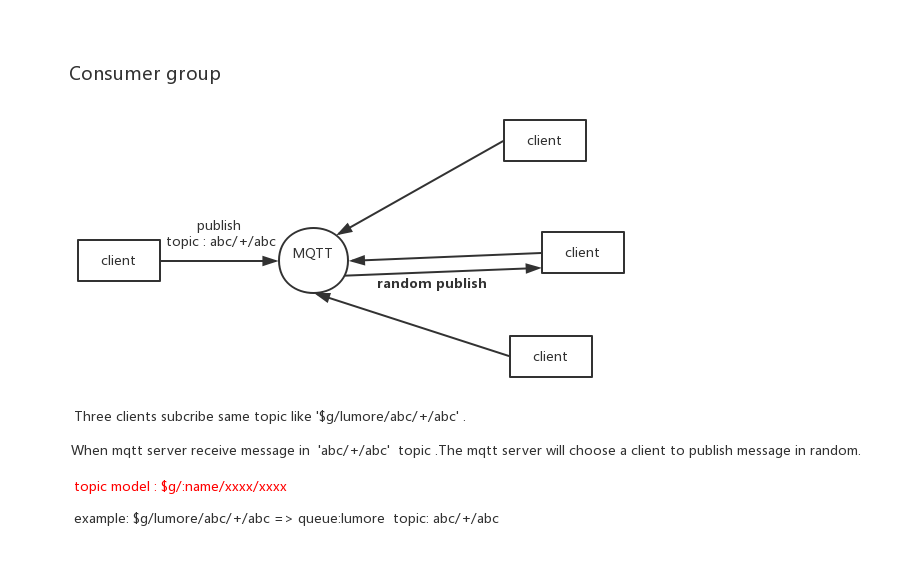 Consumer group
client
publish
topic : abc/+/abc
client
MQTT
client
random publish
client
Three clients subcribe same topic like '$g/lumore/abc/+/abc' .
When mqtt server receive message in  'abc/+/abc'  topic .The mqtt server will choose a client to publish message in random.
topic model : $g/:name/xxxx/xxxx
example: $g/lumore/abc/+/abc => queue:lumore  topic: abc/+/abc